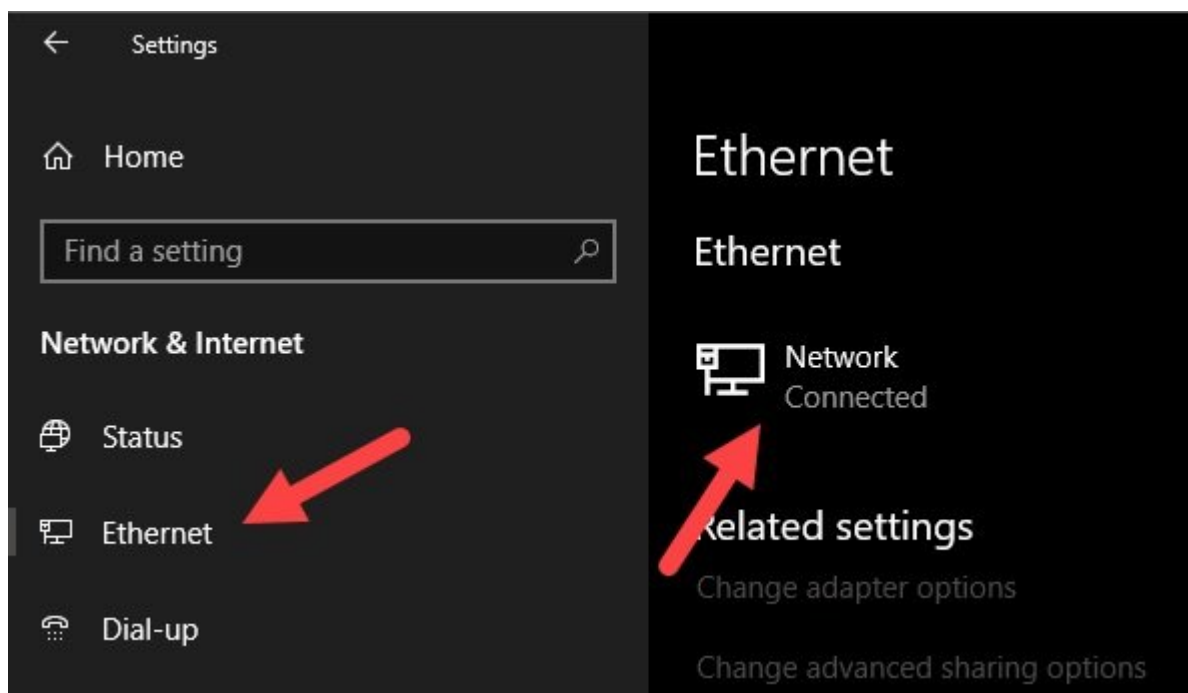 Settings
Home
Find a setting
Network & Internet
Status
Ethernet
Dial-up
Ethernet
Ethernet
Network
Connected
Related settings
Change adapter options
Change advanced sharing options